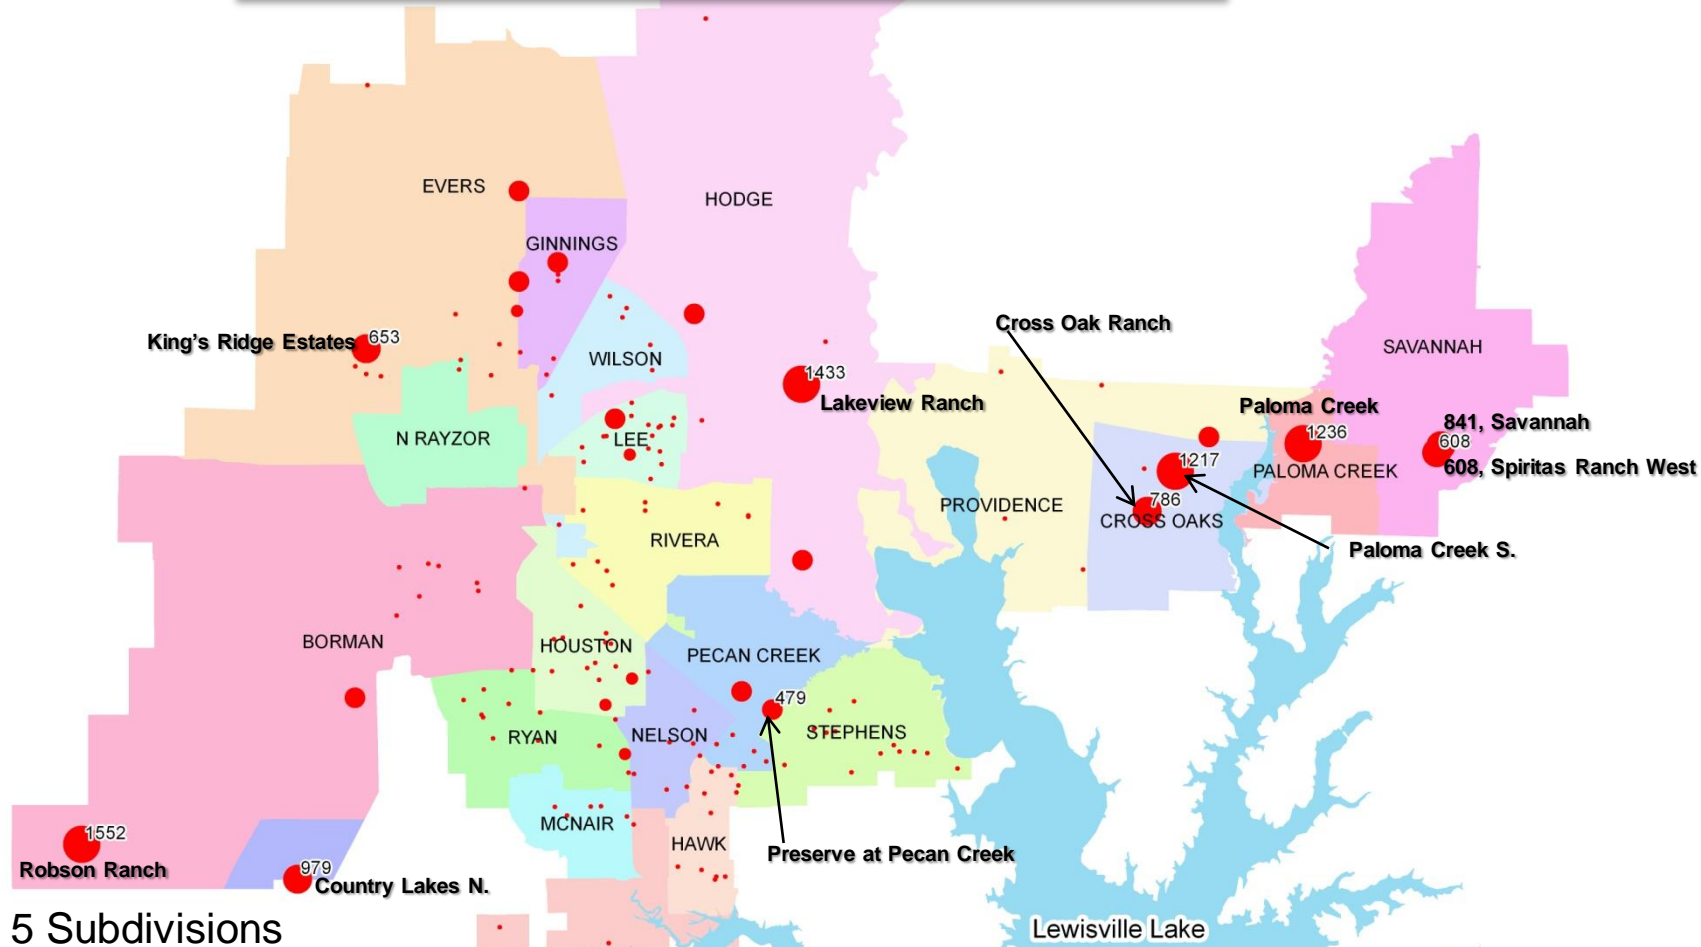 EVERS
HODGE
GINNINGS
Cross Oak Ranch
King's Ridge Estates
653
WILSON
SAVANNAH
1433
Lakeview Ranch
Paloma Creek
841, Savannah
N RAYZOR
LEE
1236
608
1217
PALOMA CREEK
608, Spiritas Ranch West
786
PROVIDENCE
CROSS OAKS
RIVERA
Paloma Creek S.
BORMAN
HOUSTON
PECAN CREEK
479
RYAN
NELSON
STEPHENS
MCNAIR
1552
HAWK
Preserve at Pecan Creek
Robson Ranch
979
Country Lakes N.
5 Subdivisions
Lewisville Lake